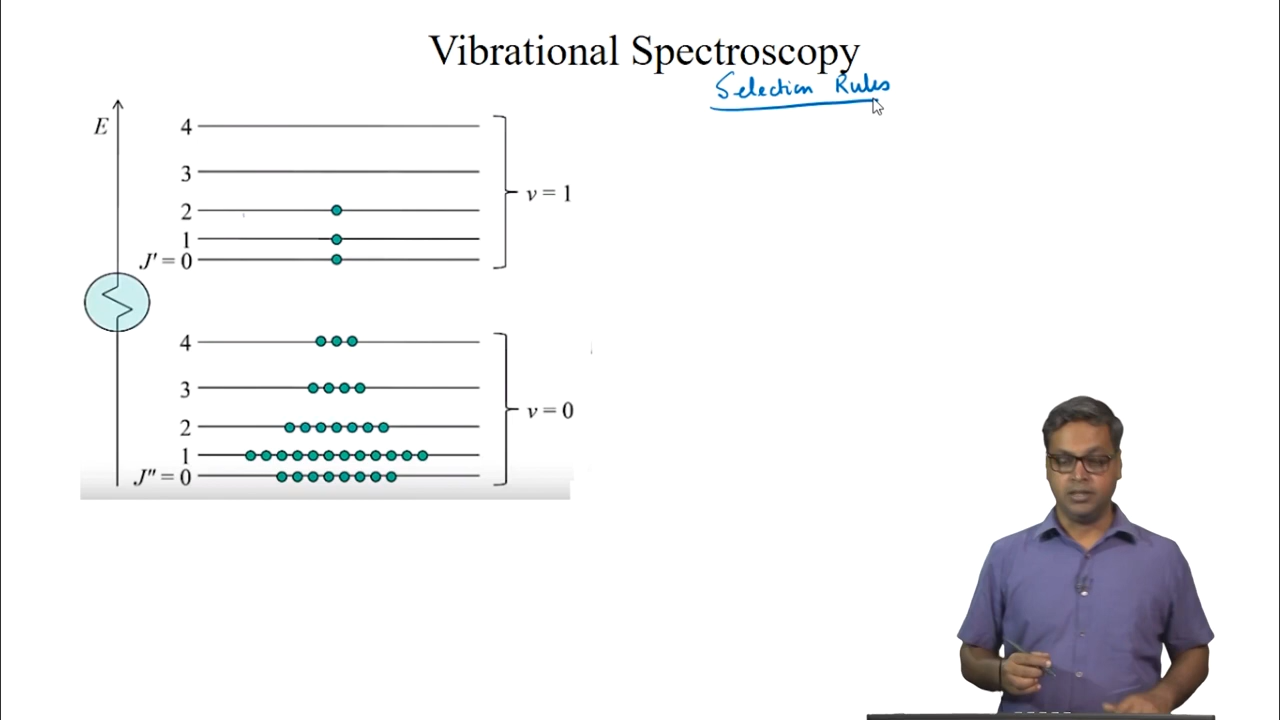 Vibrational Spectroscopy
Selection Rules
E
4
3
2
1
J′ = 0
v = 1
4
3
2
1
J″ = 0
v = 0